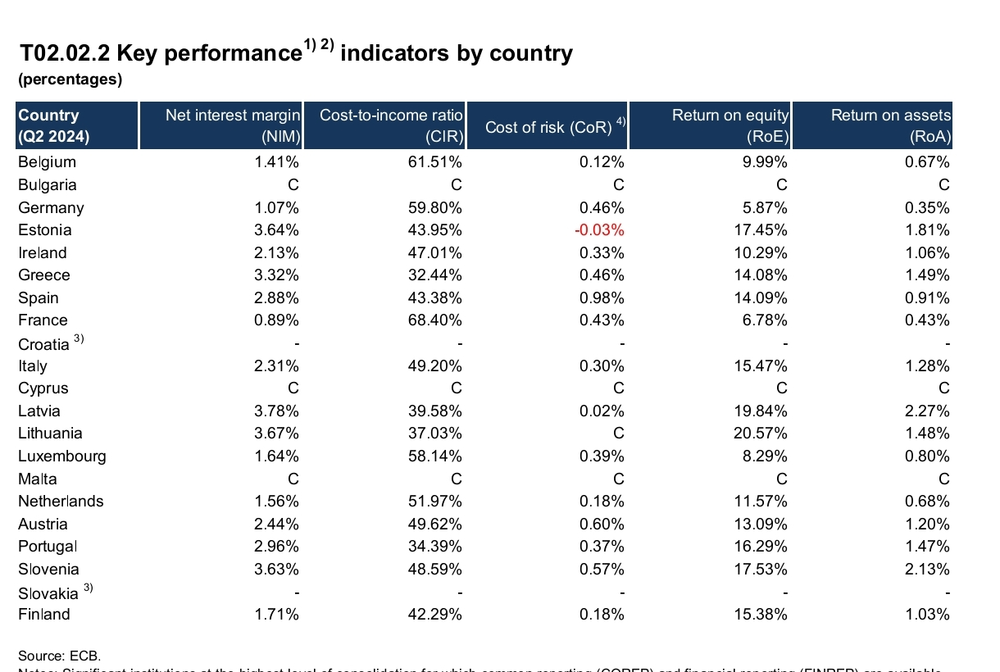 T02.02.2 Key performance1) 2) indicators by country
(percentages)
Country (Q2 2024) Net interest margin (NIM) Cost-to-income ratio (CIR) Cost of risk (CoR) 4) Return on equity (RoE) Return on assets (RoA)
Belgium 1.41% 61.51% 0.12% 9.99% 0.67%
Bulgaria C C C C C
Germany 1.07% 59.80% 0.46% 5.87% 0.35%
Estonia 3.64% 43.95% -0.03% 17.45% 1.81%
Ireland 2.13% 47.01% 0.33% 10.29% 1.06%
Greece 3.32% 32.44% 0.46% 14.08% 1.49%
Spain 2.88% 43.38% 0.98% 14.09% 0.91%
France 0.89% 68.40% 0.43% 6.78% 0.43%
Croatia 3) - - - - -
Italy 2.31% 49.20% 0.30% 15.47% 1.28%
Cyprus C C C C C
Latvia 3.78% 39.58% 0.02% 19.84% 2.27%
Lithuania 3.67% 37.03% C 20.57% 1.48%
Luxembourg 1.64% 58.14% 0.39% 8.29% 0.80%
Malta C C C C C
Netherlands 1.56% 51.97% 0.18% 11.57% 0.68%
Austria 2.44% 49.62% 0.60% 13.09% 1.20%
Portugal 2.96% 34.39% 0.37% 16.29% 1.47%
Slovenia 3.63% 48.59% 0.57% 17.53% 2.13%
Slovakia 3) - - - - -
Finland 1.71% 42.29% 0.18% 15.38% 1.03%
Source: ECB.
Notes: Significant institutions at the highest level of consolidation for which common reporting (COREP) and financial reporting (FINREP) are available.